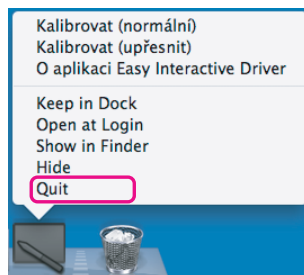 Kalibrovat (normální)
Kalibrovat (upřesnit)
O aplikaci Easy Interactive Driver
Keep in Dock
Open at Login
Show in Finder
Hide
Quit